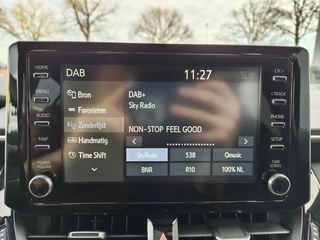 DAB 11:27
HOME
MENU
AUDIO
MAP
POWER VOLUME
Bron
Favorieten
Zenderlijst
Handmatig
Time Shift
DAB+
Sky Radio
NON-STOP FEEL GOOD
SkyRadio 538 Qmusic
BNR R10 100% NL
TRACK
PHONE
SETUP
TUNE SCROLL